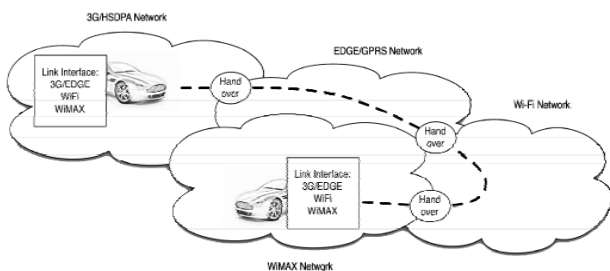 3G/HSDPA Network
EDGE/GPRS Network
Wi-Fi Network
Link Interface:
3G/EDGE
WiFi
WiMAX
Hand
over
Hand
over
Link Interface:
3G/EDGE
WiFi
WiMAX
Hand
over
WiMAX Network